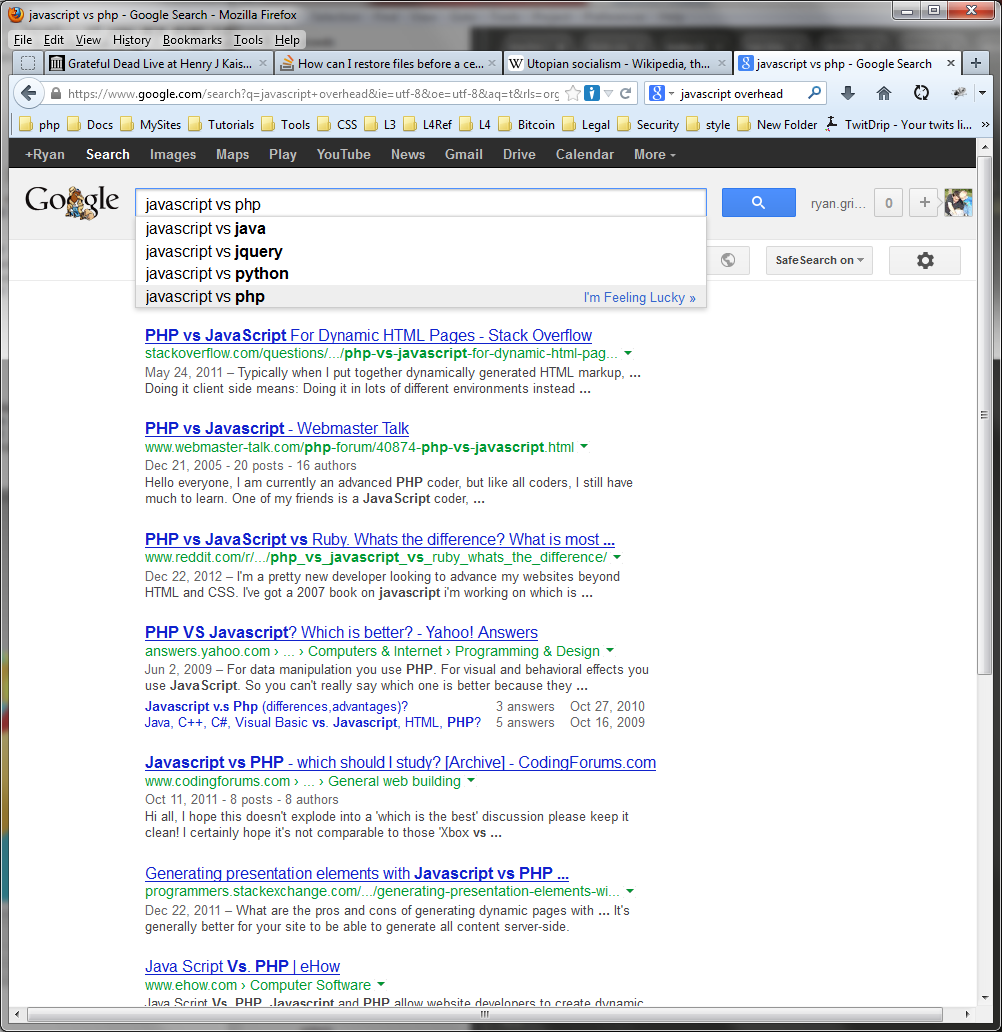 javascript vs php - Google Search - Mozilla Firefox
File Edit View History Bookmarks Tools Help
Grateful Dead Live at Henry J Kais... How can I restore files before a ce... Utopian socialism - Wikipedia, th... javascript vs php - Google Search
https://www.google.com/search?q=javascript+overhead&ie=utf-8&oe=utf-8&aq=t&rls=org javascript overhead
php Docs MySites Tutorials Tools CSS L3 L4Ref L4 Bitcoin Legal Security style New Folder TwitDrip - Your twits li... »
+Ryan Search Images Maps Play YouTube News Gmail Drive Calendar More
Google javascript vs php ryan.gri... 0 +
javascript vs java
javascript vs jquery
javascript vs python
SafeSearch on
javascript vs php I'm Feeling Lucky »
PHP vs JavaScript For Dynamic HTML Pages - Stack Overflow
stackoverflow.com/questions/.../php-vs-javascript-for-dynamic-html-pag...
May 24, 2011 – Typically when I put together dynamically generated HTML markup, ...
Doing it client side means: Doing it in lots of different environments instead ...
PHP vs Javascript - Webmaster Talk
www.webmaster-talk.com/php-forum/40874-php-vs-javascript.html
Dec 21, 2005 - 20 posts - 16 authors
Hello everyone, I am currently an advanced PHP coder, but like all coders, I still have
much to learn. One of my friends is a JavaScript coder, ...
PHP vs JavaScript vs Ruby. Whats the difference? What is most ...
www.reddit.com/r/.../php_vs_javascript_vs_ruby_whats_the_difference/
Dec 22, 2012 – I'm a pretty new developer looking to advance my websites beyond
HTML and CSS. I've got a 2007 book on javascript i'm working on which is ...
PHP VS Javascript? Which is better? - Yahoo! Answers
answers.yahoo.com › ... › Computers & Internet › Programming & Design
Jun 2, 2009 – For data manipulation you use PHP. For visual and behavioral effects you
use JavaScript. So you can't really say which one is better because they ...
Javascript v.s Php (differences,advantages)? 3 answers Oct 27, 2010
Java, C++, C#, Visual Basic vs. Javascript, HTML, PHP? 5 answers Oct 16, 2009
Javascript vs PHP - which should I study? [Archive] - CodingForums.com
www.codingforums.com › ... › General web building
Oct 11, 2011 - 8 posts - 8 authors
Hi all, I hope this doesn't explode into a 'which is the best' discussion please keep it
clean! I certainly hope it's not comparable to those 'Xbox vs ...
Generating presentation elements with Javascript vs PHP ...
programmers.stackexchange.com/.../generating-presentation-elements-wi...
Dec 22, 2011 – What are the pros and cons of generating dynamic pages with ... It's
generally better for your site to be able to generate all content server-side.
Java Script Vs. PHP | eHow
www.ehow.com › Computer Software
Java Script Vs. PHP. Javascript and PHP allow website developers to create dynamic